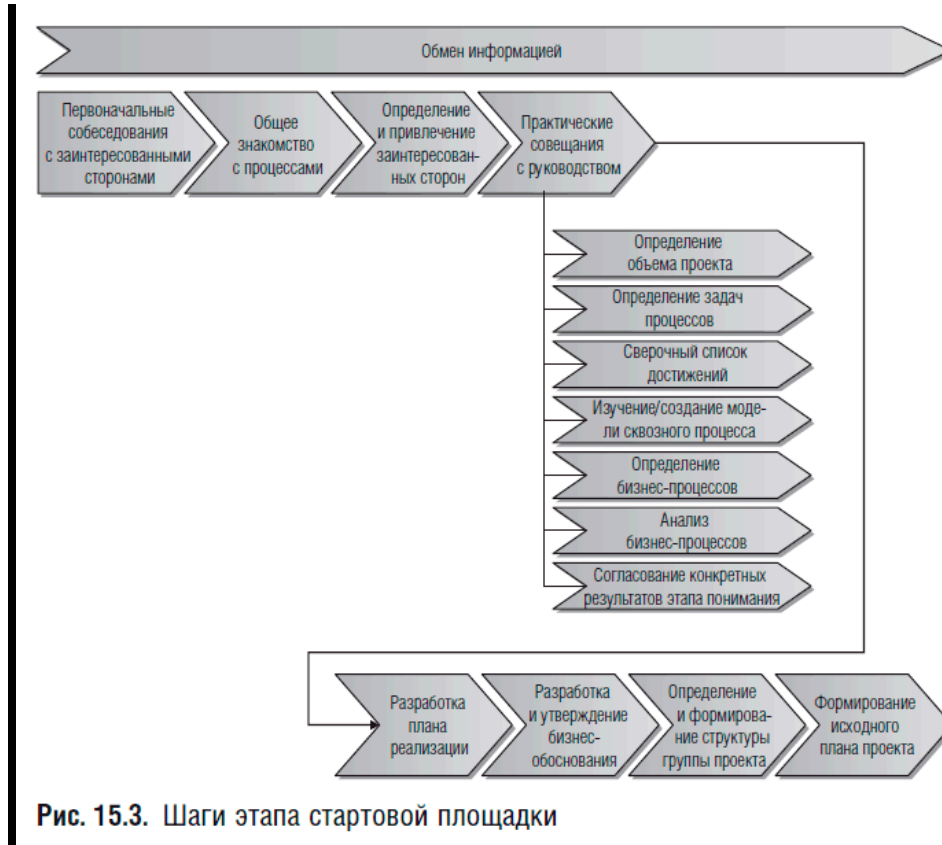 Обмен информацией
Первоначальные
собеседования
с заинтересованными
сторонами
Общее
знакомство
с процессами
Определение
и привлечение
заинтересован-
ных сторон
Практические
совещания
с руководством
Определение
объема проекта
Определение задач
процессов
Сверочный список
достижений
Изучение/создание моде-
ли сквозного процесса
Определение
бизнес-процессов
Анализ
бизнес-процессов
Согласование конкретных
результатов этапа понимания
Разработка
плана
реализации
Разработка
и утверждение
бизнес-
обоснования
Определение
и формирова-
ние структуры
группы проекта
Формирование
исходного
плана проекта
Рис. 15.3. Шаги этапа стартовой площадки